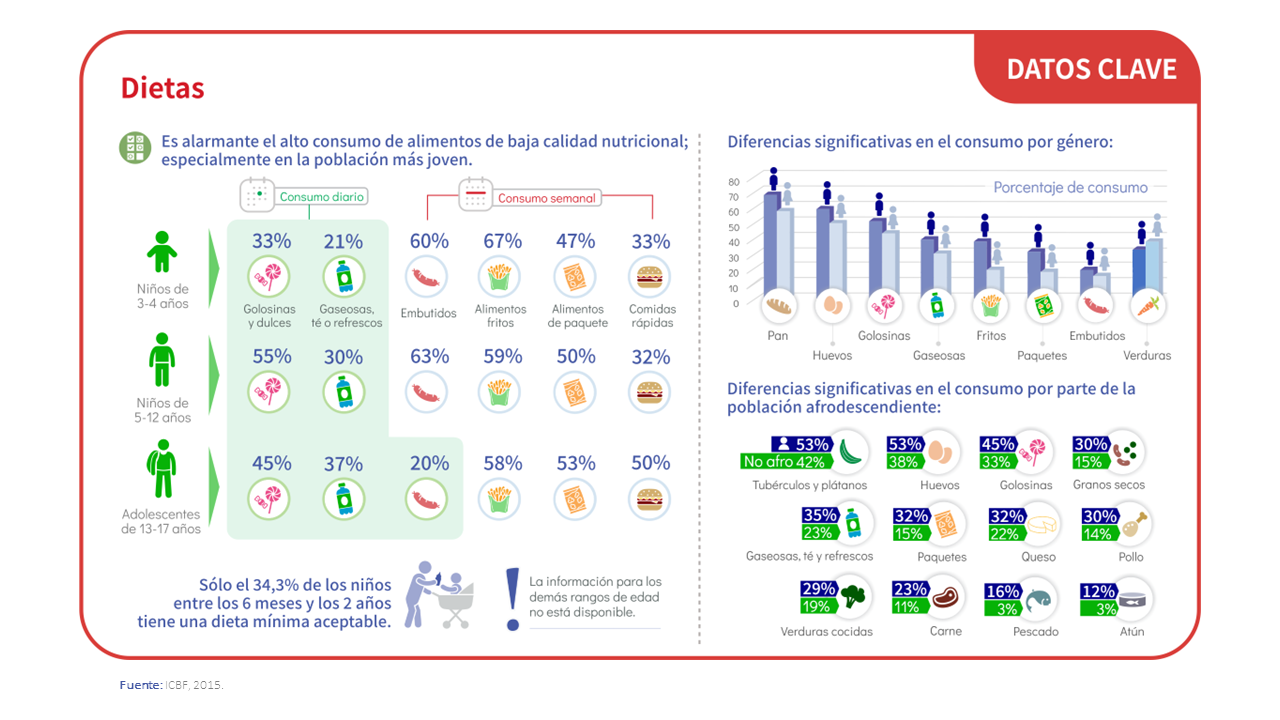 DATOS CLAVE
Dietas
Es alarmante el alto consumo de alimentos de baja calidad nutricional;
especialmente en la población más joven.
Consumo diario
Consumo semanal
33%
21%
60%
67%
47%
33%
Niños de
3-4 años
Golosinas
y dulces
Gaseosas,
té o refrescos
Embutidos
Alimentos
fritos
Alimentos
de paquete
Comidas
rápidas
55%
30%
63%
59%
50%
32%
Niños de
5-12 años
45%
37%
20%
58%
53%
50%
Adolescentes
de 13-17 años
Sólo el 34,3% de los niños
entre los 6 meses y los 2 años
tiene una dieta mínima aceptable.
La información para los
demás rangos de edad
no está disponible.
Diferencias significativas en el consumo por género:
Porcentaje de consumo
80
70
60
50
40
30
20
10
0
Pan
Huevos
Golosinas
Gaseosas
Fritos
Paquetes
Embutidos
Verduras
Diferencias significativas en el consumo por parte de la
población afrodescendiente:
53%
No afro 42%
Tubérculos y plátanos
53%
38%
Huevos
45%
33%
Golosinas
30%
15%
Granos secos
35%
23%
Gaseosas, té y refrescos
32%
15%
Paquetes
32%
22%
Queso
30%
14%
Pollo
29%
19%
Verduras cocidas
23%
11%
Carne
16%
3%
Pescado
12%
3%
Atún
Fuente: ICBF, 2015.